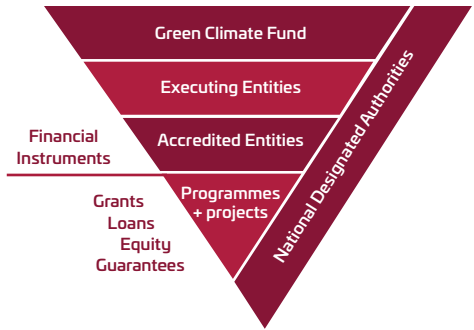 Green Climate Fund
Executing Entities
Accredited Entities
Programmes
+ projects
National Designated Authorities
Financial
Instruments
Grants
Loans
Equity
Guarantees